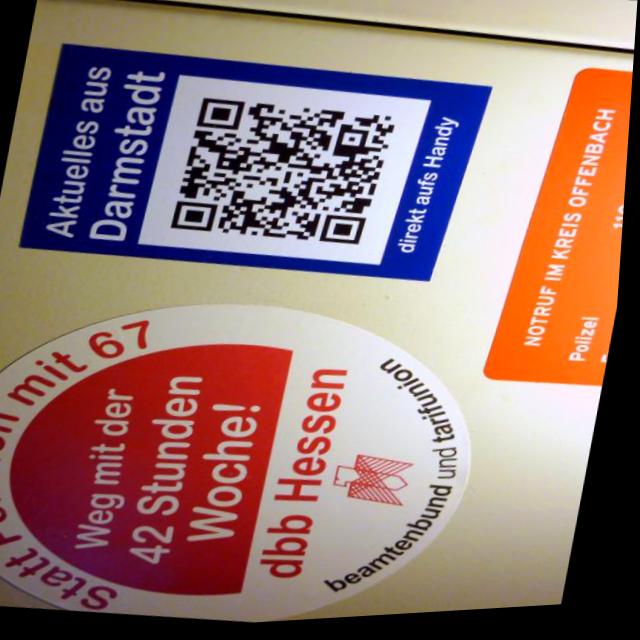 Aktuelles aus
Darmstadt
direkt aufs Handy
NOTRUF IM KREIS OFFENBACH
Polizei
mit 67
Statt
Weg mit der
42 Stunden
Woche!
dbb Hessen
beamtenbund und tarifunion